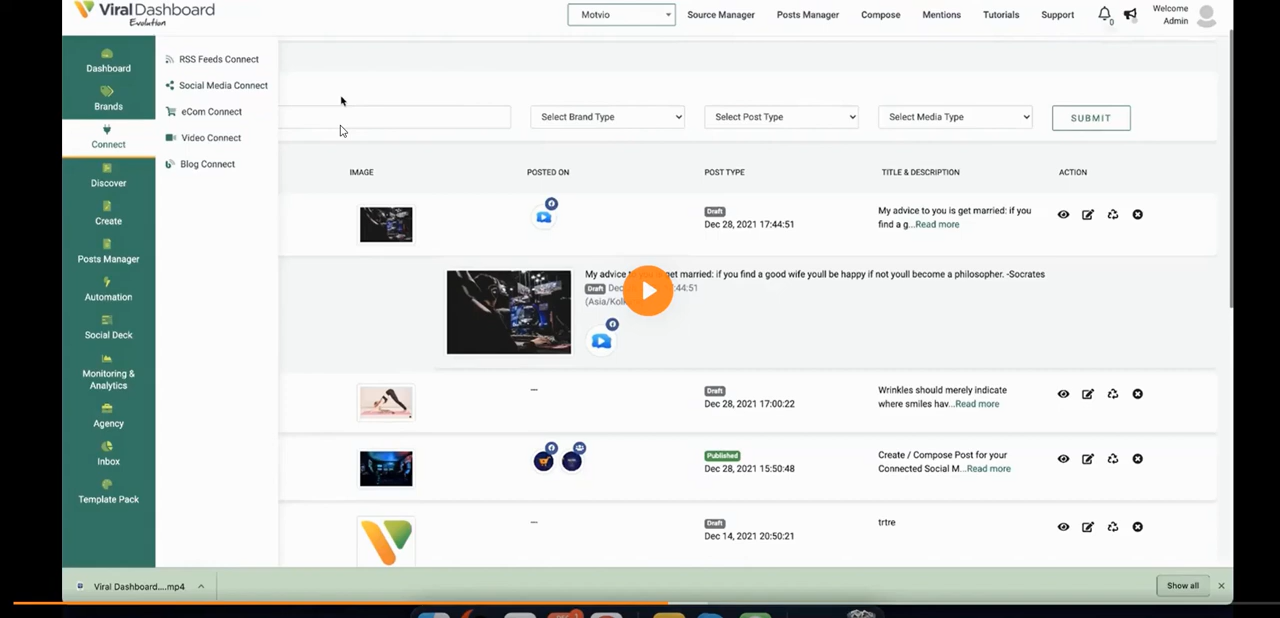 Viral Dashboard
Evolution
Motvio
Source Manager
Posts Manager
Compose
Mentions
Tutorials
Support
0
Welcome
Admin
Dashboard
Brands
Connect
Discover
Create
Posts Manager
Automation
Social Deck
Monitoring &
Analytics
Agency
Inbox
Template Pack
RSS Feeds Connect
Social Media Connect
eCom Connect
Video Connect
Blog Connect
Select Brand Type
Select Post Type
Select Media Type
SUBMIT
IMAGE
POSTED ON
POST TYPE
TITLE & DESCRIPTION
ACTION
Draft
Dec 28, 2021 17:44:51
My advice to you is get married: if you
find a g...Read more
My advice to you is get married: if you find a good wife youll be happy if not youll become a philosopher. -Socrates
Draft Dec 44:51
(Asia/Kolk
---
Draft
Dec 28, 2021 17:00:22
Wrinkles should merely indicate
where smiles hav...Read more
Published
Dec 28, 2021 15:50:48
Create / Compose Post for your
Connected Social M...Read more
---
Draft
Dec 14, 2021 20:50:21
trtre
Viral Dashboard....mp4
Show all